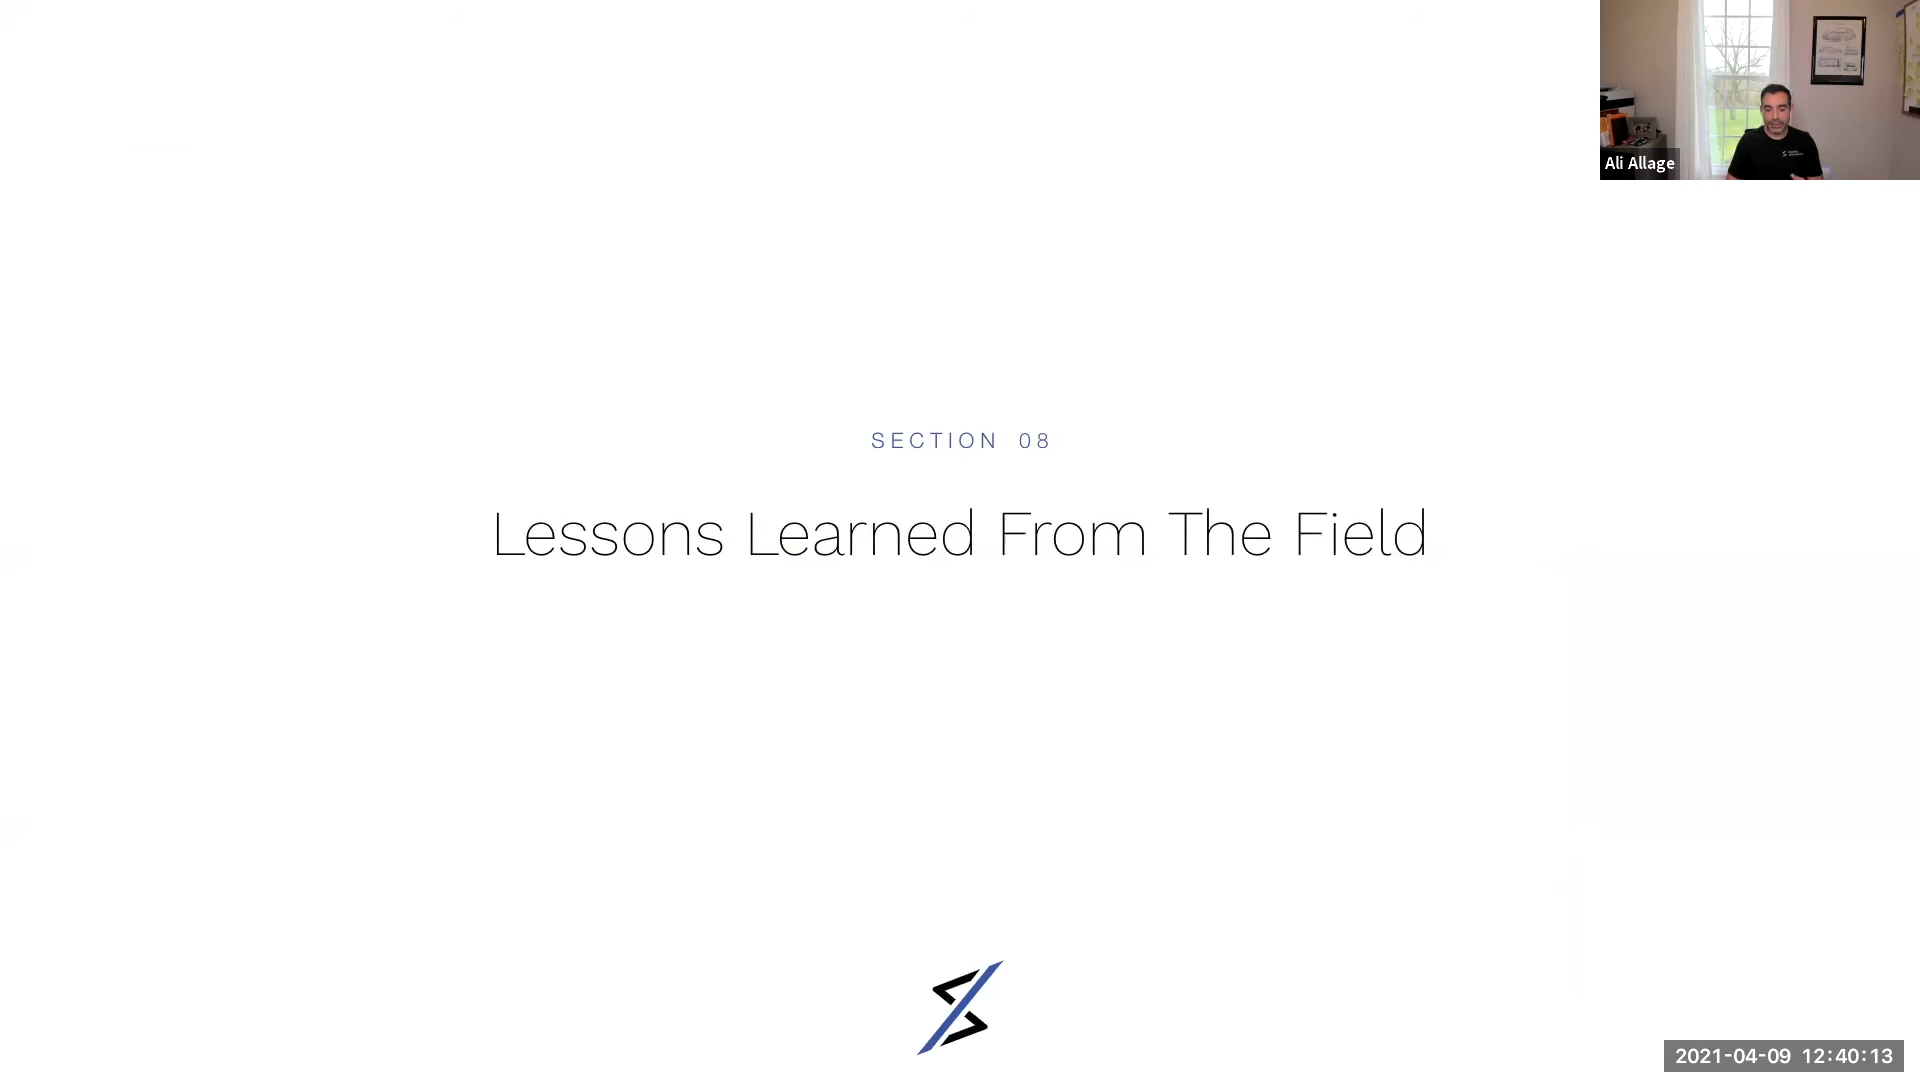 Ali Allage
SECTION 08
Lessons Learned From The Field
2021-04-09 12:40:13